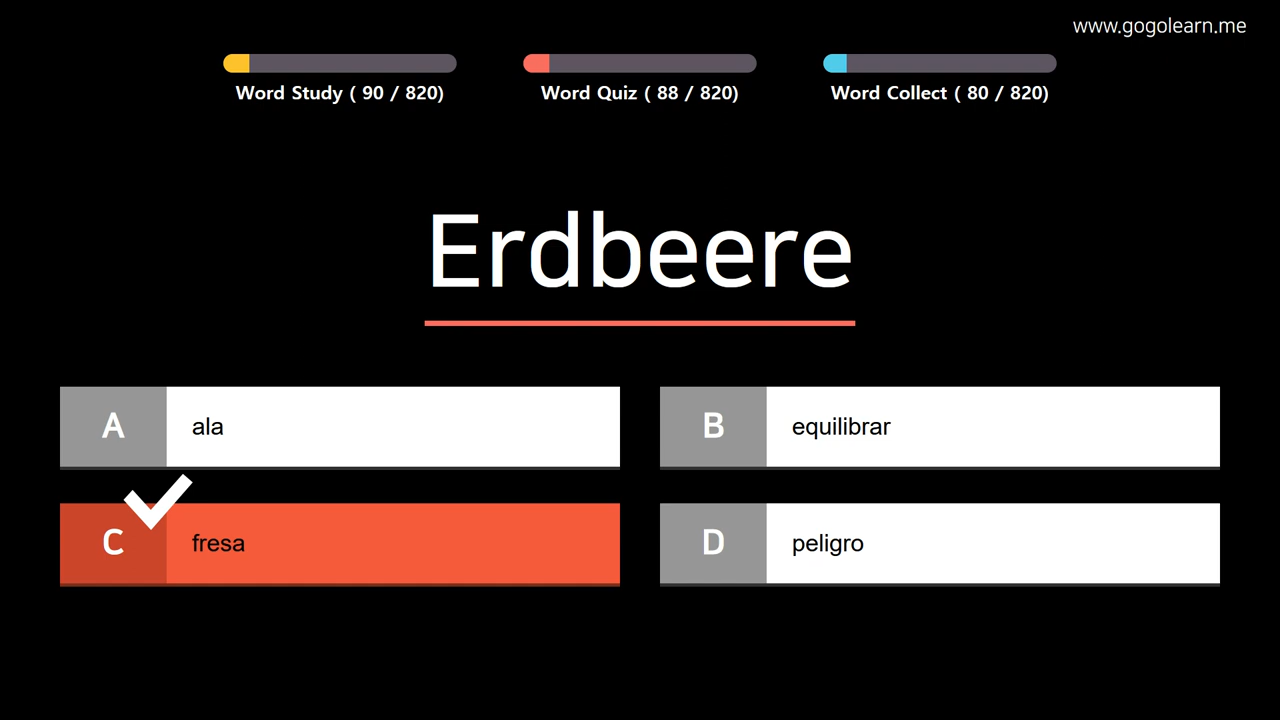 www.gogolearn.me
Word Study ( 90 / 820)
Word Quiz ( 88 / 820)
Word Collect ( 80 / 820)
Erdbeere
A
ala
B
equilibrar
C
fresa
D
peligro